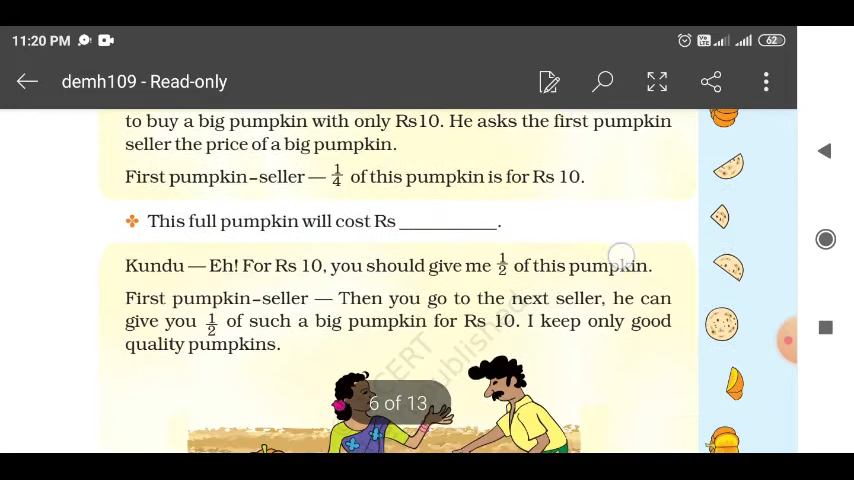 11:20 PM
62
demh109 - Read-only
to buy a big pumpkin with only Rs10. He asks the first pumpkin
seller the price of a big pumpkin.
First pumpkin-seller — 1/4 of this pumpkin is for Rs 10.
❖ This full pumpkin will cost Rs __________.
Kundu — Eh! For Rs 10, you should give me 1/2 of this pumpkin.
First pumpkin-seller — Then you go to the next seller, he can
give you 1/2 of such a big pumpkin for Rs 10. I keep only good
quality pumpkins.
6 of 13